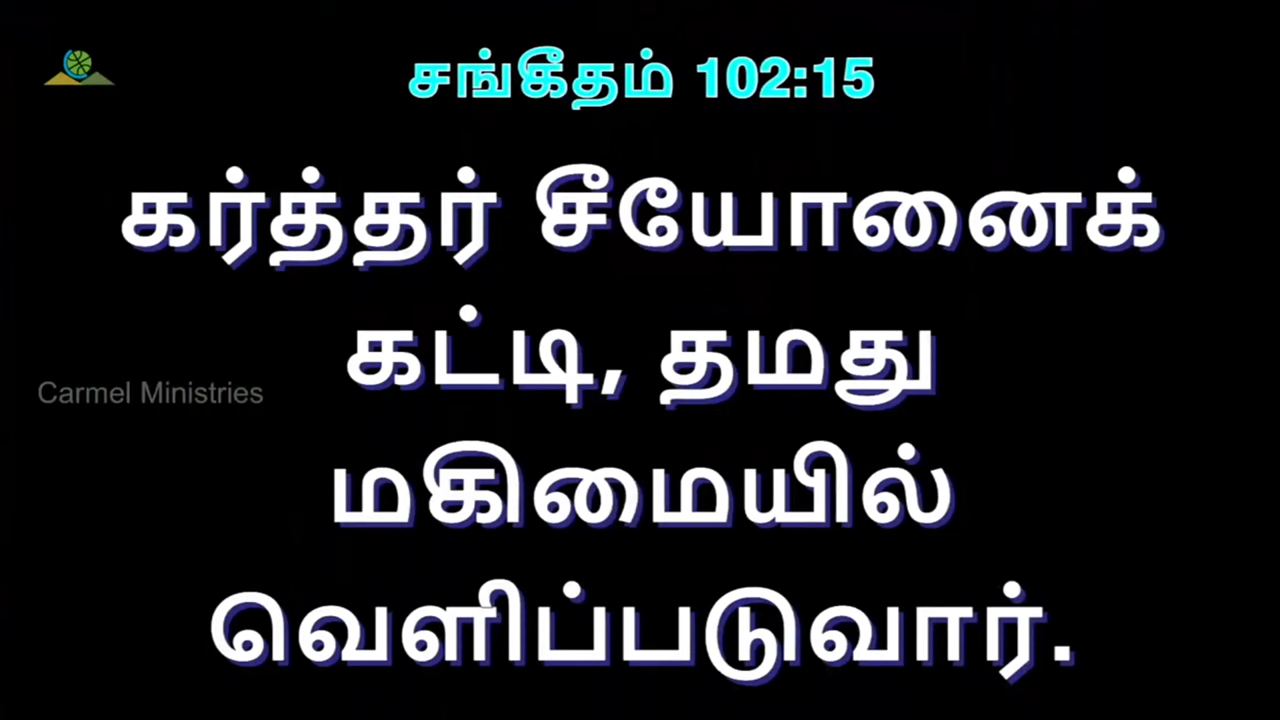 சங்கீதம் 102:15
கர்த்தர் சீயோனைக்
கட்டி, தமது
Carmel Ministries
மகிமையில்
வெளிப்படுவார்.